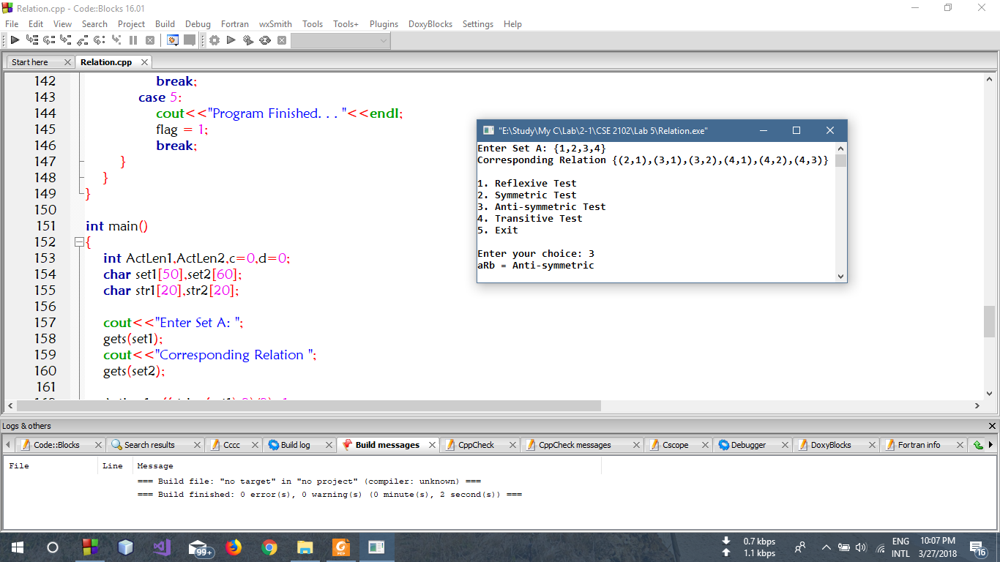 Relation.cpp - Code::Blocks 16.01
File Edit View Search Project Build Debug Fortran wxSmith Tools Tools+ Plugins DoxyBlocks Settings Help
Start here Relation.cpp
142 break;
143 case 5:
144 cout<<"Program Finished. . . "<<endl;
145 flag = 1;
146 break;
147 }
148 }
149 }
150
151 int main()
152 {
153 int ActLen1,ActLen2,c=0,d=0;
154 char set1[50],set2[60];
155 char str1[20],str2[20];
156
157 cout<<"Enter Set A: ";
158 gets(set1);
159 cout<<"Corresponding Relation ";
160 gets(set2);
161
"E:\Study\My C\Lab\2-1\CSE 2102\Lab 5\Relation.exe"
Enter Set A: {1,2,3,4}
Corresponding Relation {(2,1),(3,1),(3,2),(4,1),(4,2),(4,3)}
1. Reflexive Test
2. Symmetric Test
3. Anti-symmetric Test
4. Transitive Test
5. Exit
Enter your choice: 3
aRb = Anti-symmetric
Logs & others
Code::Blocks Search results Cccc Build log Build messages CppCheck CppCheck messages Cscope Debugger DoxyBlocks Fortran info
File Line Message
=== Build file: "no target" in "no project" (compiler: unknown) ===
=== Build finished: 0 error(s), 0 warning(s) (0 minute(s), 2 second(s)) ===
99+
PDF
0.7 kbps
1.1 kbps
ENG
INTL
10:07 PM
3/27/2018
16